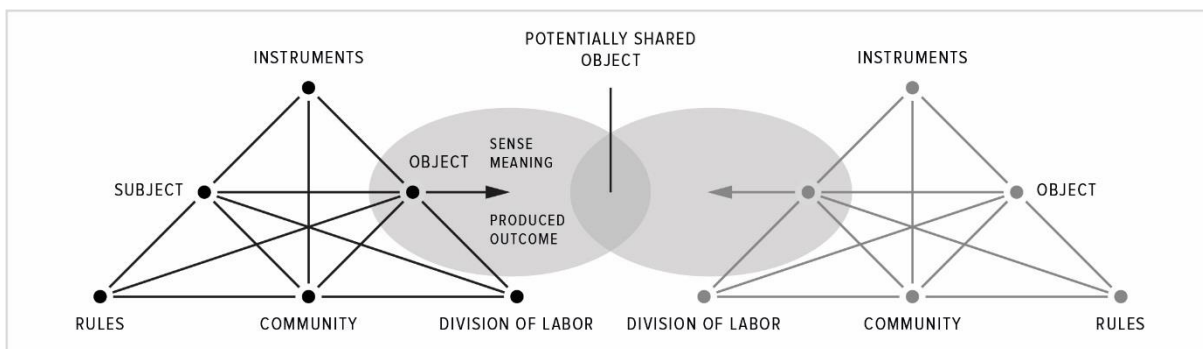 INSTRUMENTS
POTENTIALLY SHARED
OBJECT
INSTRUMENTS
SUBJECT
OBJECT
SENSE
MEANING
PRODUCED
OUTCOME
OBJECT
RULES
COMMUNITY
DIVISION OF LABOR
DIVISION OF LABOR
COMMUNITY
RULES